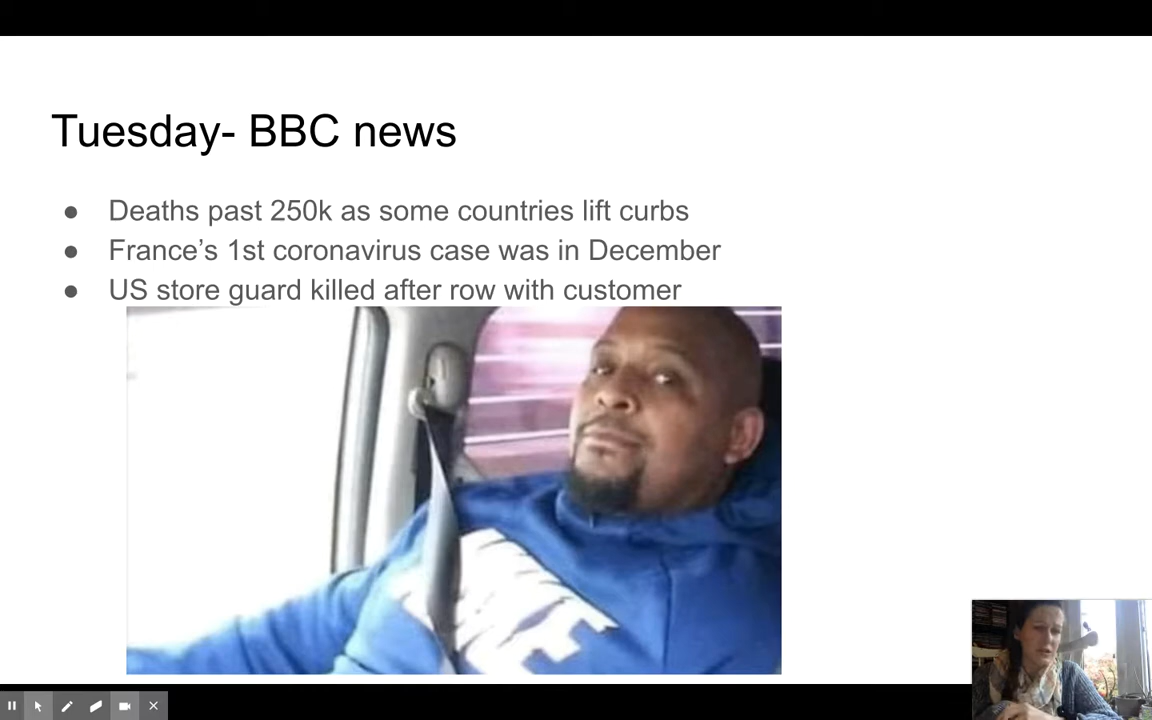 Tuesday- BBC news
● Deaths past 250k as some countries lift curbs
● France’s 1st coronavirus case was in December
● US store guard killed after row with customer